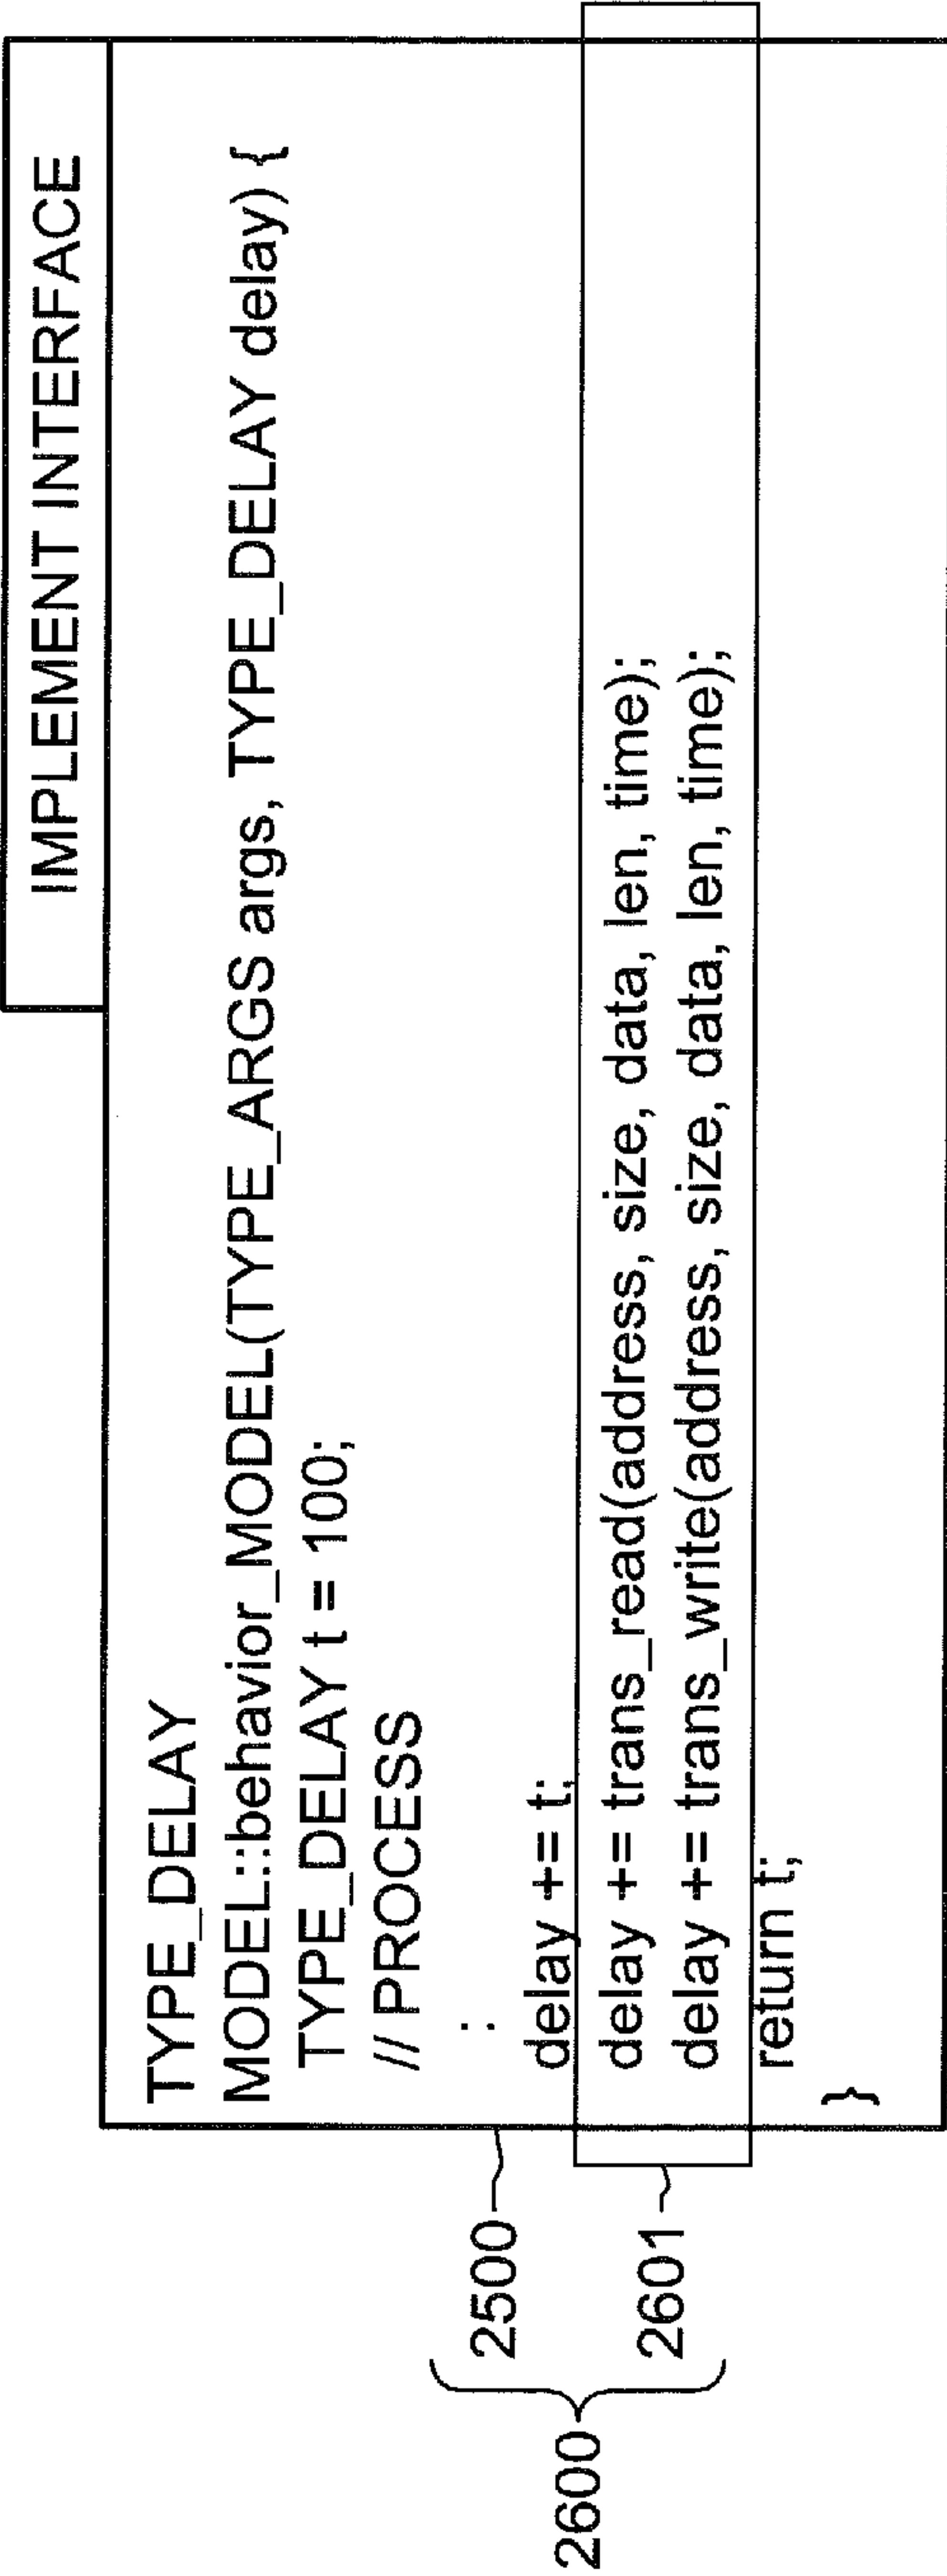 IMPLEMENT INTERFACE
TYPE_DELAY
MODEL::behavior_MODEL(TYPE_ARGS args, TYPE_DELAY delay) {
TYPE_DELAY t = 100;
// PROCESS
:
delay += t;
delay += trans_read(address, size, data, len, time);
delay += trans_write(address, size, data, len, time);
return t;
}
2500
2601
2600